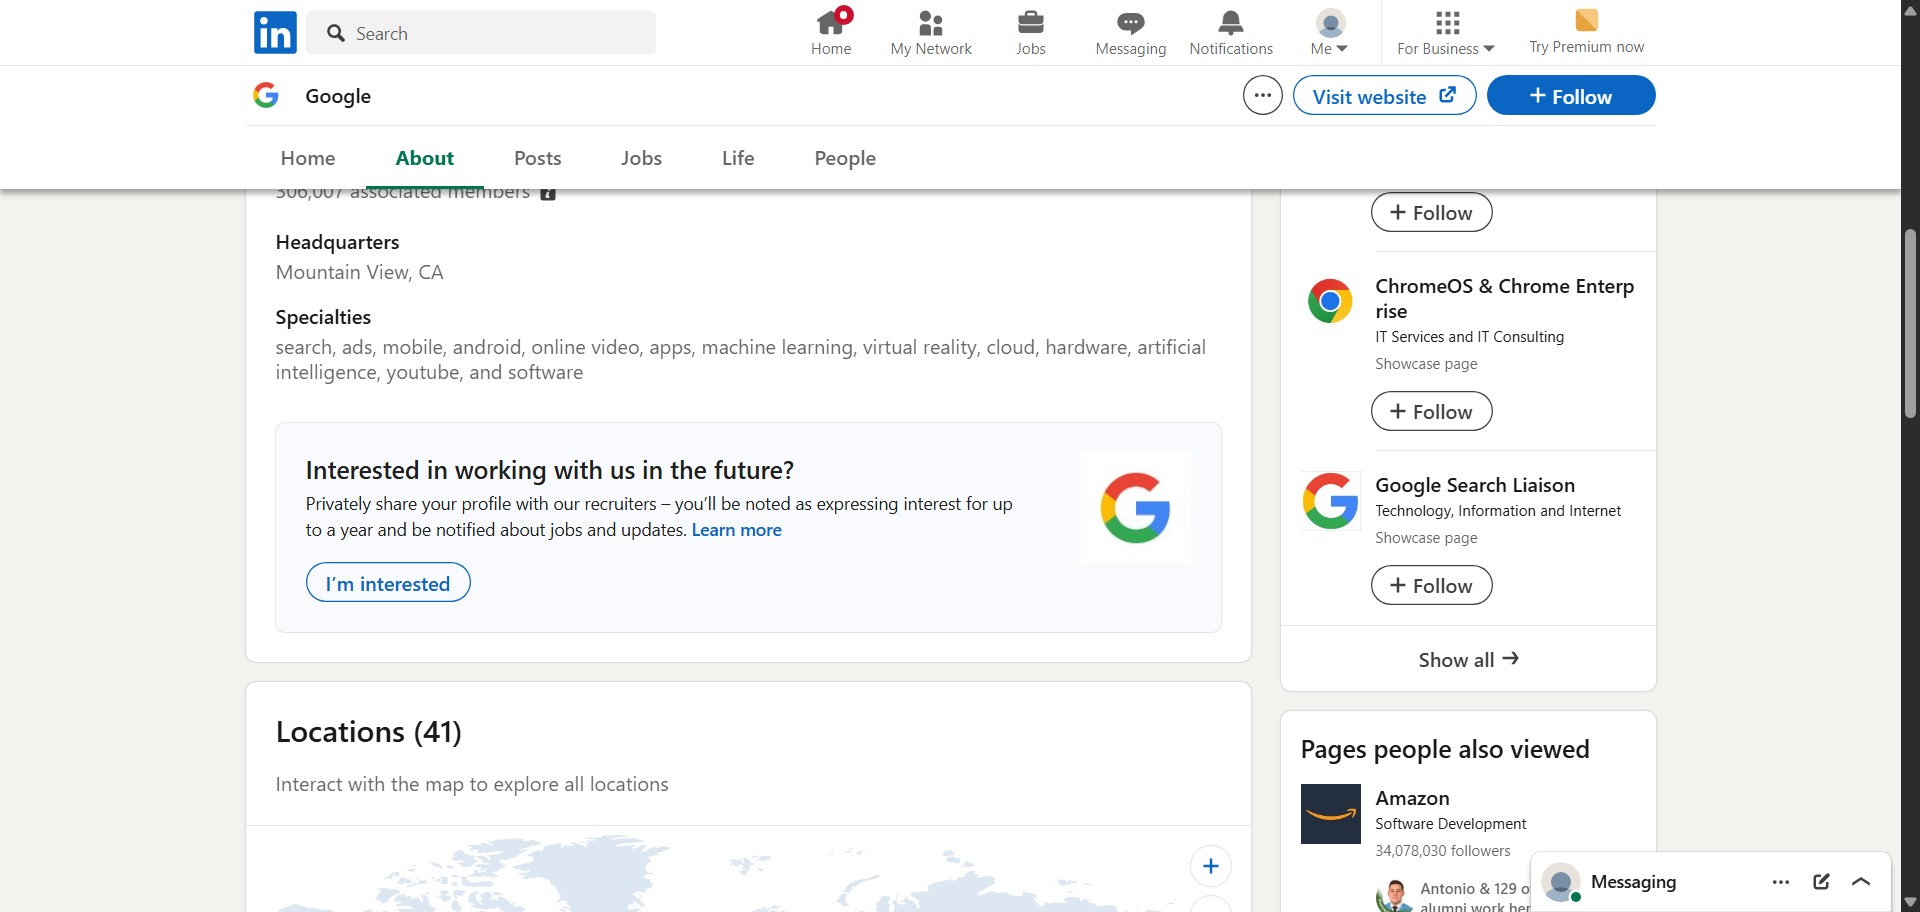 in
Search
Home
My Network
Jobs
Messaging
Notifications
Me
For Business
Try Premium now
Google
Visit website
+ Follow
Home
About
Posts
Jobs
Life
People
306,007 associated members
Headquarters
Mountain View, CA
Specialties
search, ads, mobile, android, online video, apps, machine learning, virtual reality, cloud, hardware, artificial
intelligence, youtube, and software
Interested in working with us in the future?
Privately share your profile with our recruiters – you’ll be noted as expressing interest for up
to a year and be notified about jobs and updates. Learn more
I’m interested
Locations (41)
Interact with the map to explore all locations
+
+ Follow
ChromeOS & Chrome Enterp
rise
IT Services and IT Consulting
Showcase page
+ Follow
Google Search Liaison
Technology, Information and Internet
Showcase page
+ Follow
Show all →
Pages people also viewed
Amazon
Software Development
34,078,030 followers
Antonio & 129 o
alumni work her
Messaging